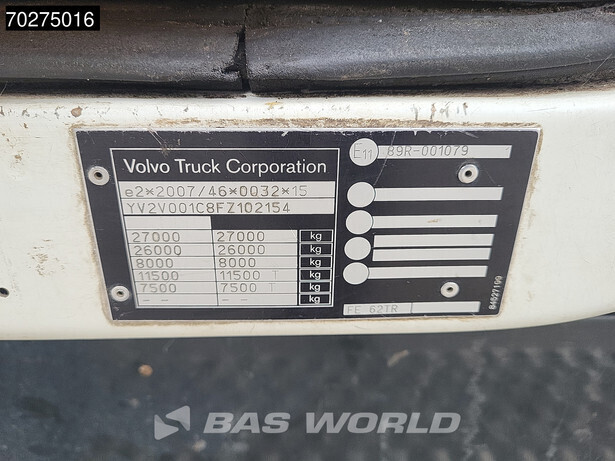 70275016
Volvo Truck Corporation
e2*2007/46*0032*15
YV2V001C8FZ102154
27000 27000 kg
26000 26000 kg
8000 8000 kg
11500 11500 T kg
7500 7500 T kg
-- -- kg
E11 89R-001079
FE 62TR
84527199
BAS WORLD